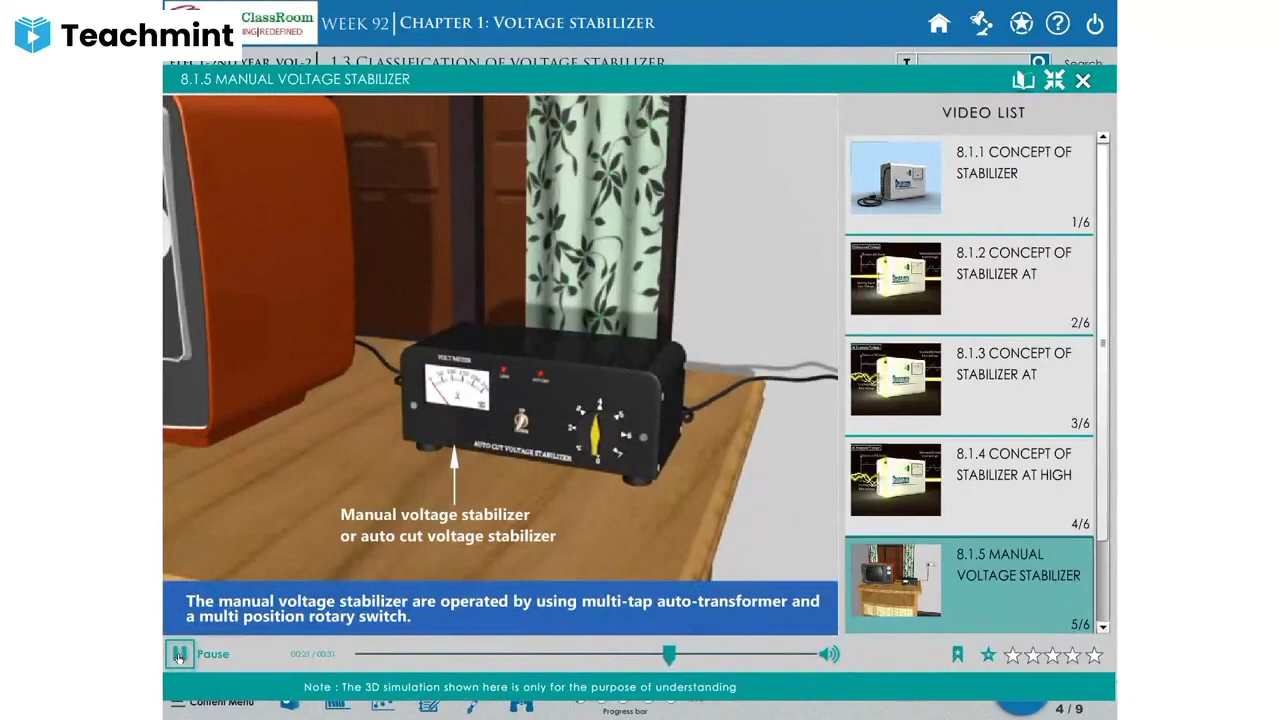 Teachmint
ClassRoom
NG|REDEFINED
WEEK 92 | CHAPTER 1: VOLTAGE STABILIZER
1.3 CLASSIFICATION OF VOLTAGE STABILIZER
Search
8.1.5 MANUAL VOLTAGE STABILIZER
VIDEO LIST
8.1.1 CONCEPT OF
STABILIZER
1/6
8.1.2 CONCEPT OF
STABILIZER AT
2/6
8.1.3 CONCEPT OF
STABILIZER AT
3/6
8.1.4 CONCEPT OF
STABILIZER AT HIGH
4/6
8.1.5 MANUAL
VOLTAGE STABILIZER
5/6
VOLT METER
AUTO CUT VOLTAGE STABILIZER
Manual voltage stabilizer
or auto cut voltage stabilizer
The manual voltage stabilizer are operated by using multi-tap auto-transformer and
a multi position rotary switch.
Pause
00:21 / 00:31
Note : The 3D simulation shown here is only for the purpose of understanding
Content Menu
Progress bar
4 / 9